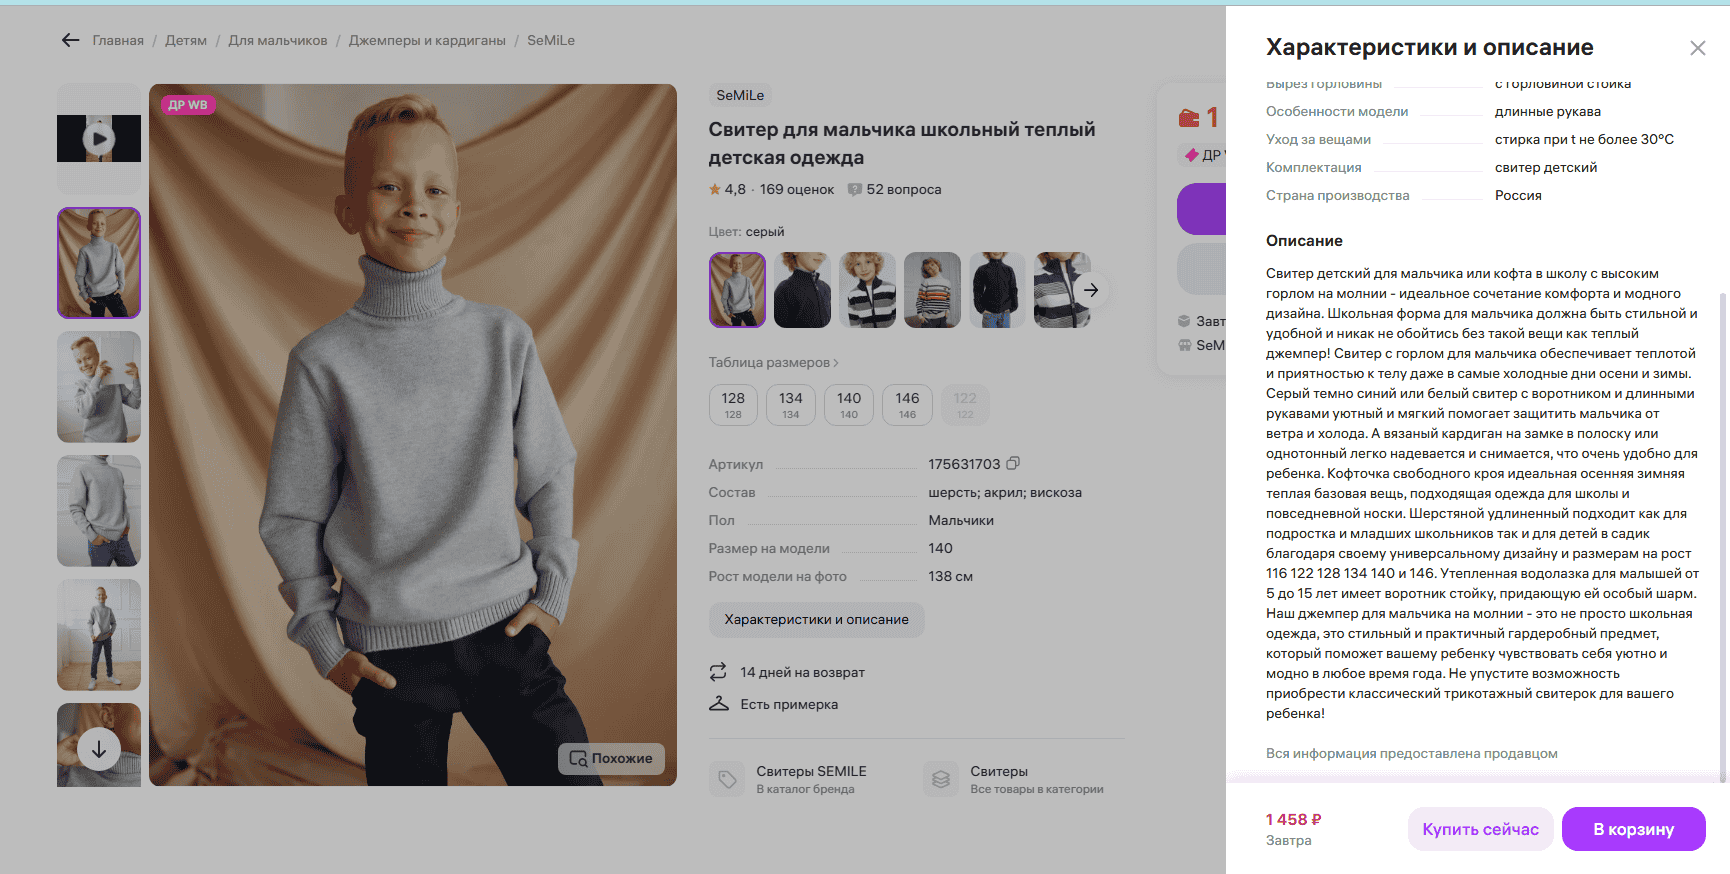 Главная / Детям / Для мальчиков / Джемперы и кардиганы / SeMiLe
ДР WB
Похожие
SeMiLe
Свитер для мальчика школьный теплый
детская одежда
4,8 · 169 оценок 52 вопроса
Цвет: серый
Таблица размеров
128 134 140 146 122
128 134 140 146 122
Артикул 175631703
Состав шерсть; акрил; вискоза
Пол Мальчики
Размер на модели 140
Рост модели на фото 138 см
Характеристики и описание
14 дней на возврат
Есть примерка
Свитеры SEMILE
В каталог бренда
Свитеры
Все товары в категории
1
ДР
Завт
SeM
Характеристики и описание
Вырез горловины с горловиной стойка
Особенности модели длинные рукава
Уход за вещами стирка при t не более 30°C
Комплектация свитер детский
Страна производства Россия
Описание
Свитер детский для мальчика или кофта в школу с высоким
горлом на молнии - идеальное сочетание комфорта и модного
дизайна. Школьная форма для мальчика должна быть стильной и
удобной и никак не обойтись без такой вещи как теплый
джемпер! Свитер с горлом для мальчика обеспечивает теплотой
и приятностью к телу даже в самые холодные дни осени и зимы.
Серый темно синий или белый свитер с воротником и длинными
рукавами уютный и мягкий помогает защитить мальчика от
ветра и холода. А вязаный кардиган на замке в полоску или
однотонный легко надевается и снимается, что очень удобно для
ребенка. Кофточка свободного кроя идеальная осенняя зимняя
теплая базовая вещь, подходящая одежда для школы и
повседневной носки. Шерстяной удлиненный подходит как для
подростка и младших школьников так и для детей в садик
благодаря своему универсальному дизайну и размерам на рост
116 122 128 134 140 и 146. Утепленная водолазка для малышей от
5 до 15 лет имеет воротник стойку, придающую ей особый шарм.
Наш джемпер для мальчика на молнии - это не просто школьная
одежда, это стильный и практичный гардеробный предмет,
который поможет вашему ребенку чувствовать себя уютно и
модно в любое время года. Не упустите возможность
приобрести классический трикотажный свитерок для вашего
ребенка!
Вся информация предоставлена продавцом
1 458 ₽
Завтра
Купить сейчас
В корзину